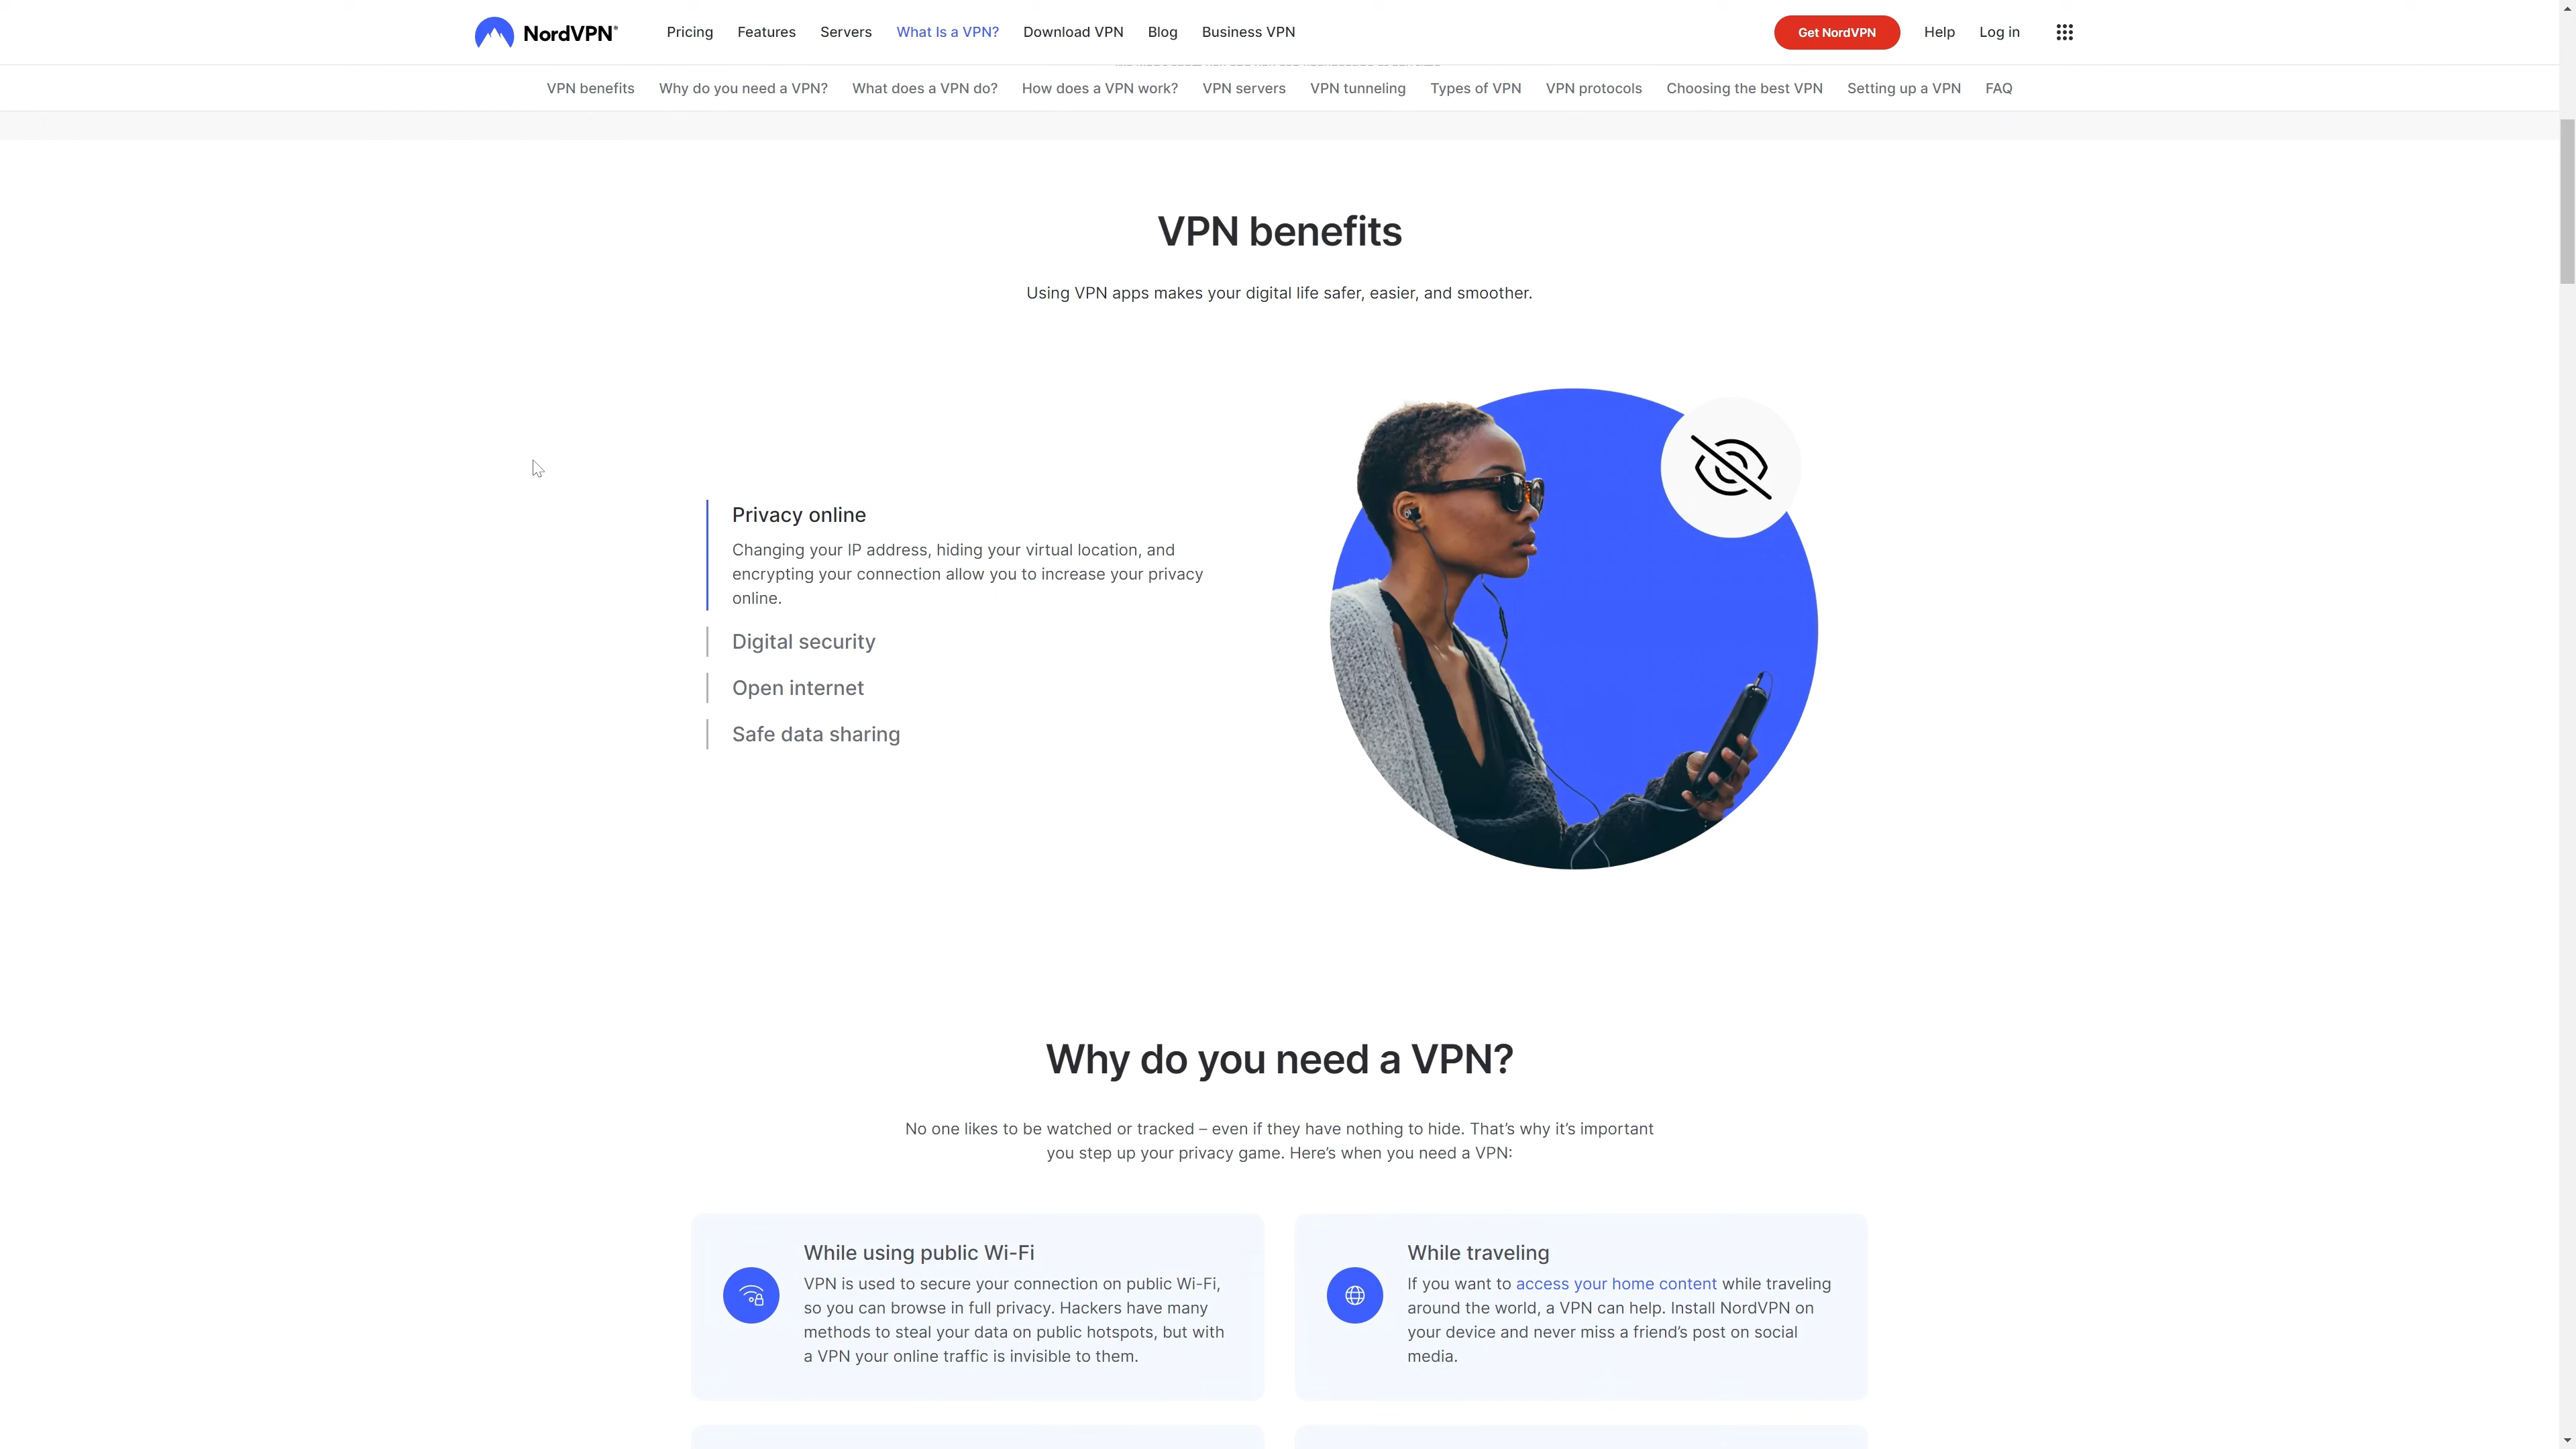 NordVPN®
Pricing
Features
Servers
What Is a VPN?
Download VPN
Blog
Business VPN
Get NordVPN
Help
Log in
VPN benefits
Why do you need a VPN?
What does a VPN do?
How does a VPN work?
VPN servers
VPN tunneling
Types of VPN
VPN protocols
Choosing the best VPN
Setting up a VPN
FAQ
VPN benefits
Using VPN apps makes your digital life safer, easier, and smoother.
Privacy online
Changing your IP address, hiding your virtual location, and
encrypting your connection allow you to increase your privacy
online.
Digital security
Open internet
Safe data sharing
Why do you need a VPN?
No one likes to be watched or tracked – even if they have nothing to hide. That's why it's important
you step up your privacy game. Here's when you need a VPN:
While using public Wi-Fi
VPN is used to secure your connection on public Wi-Fi,
so you can browse in full privacy. Hackers have many
methods to steal your data on public hotspots, but with
a VPN your online traffic is invisible to them.
While traveling
If you want to access your home content while traveling
around the world, a VPN can help. Install NordVPN on
your device and never miss a friend's post on social
media.